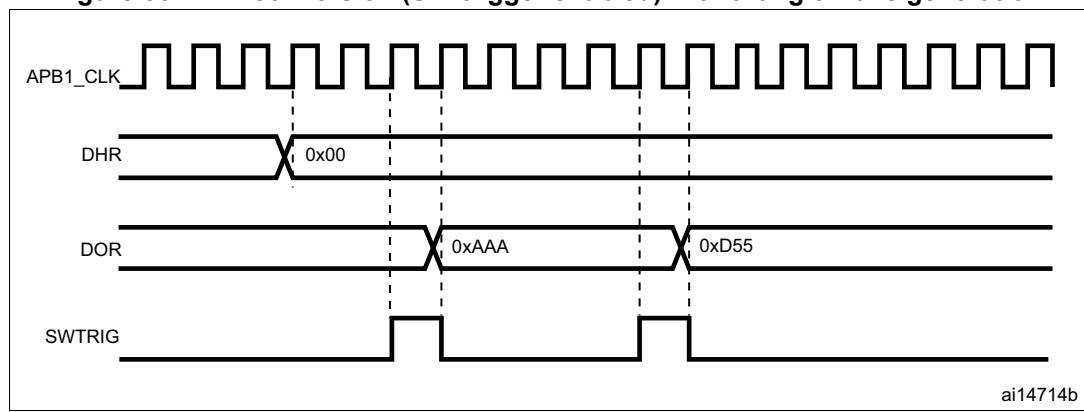 APB1_CLK
DHR
0x00
DOR
0xAAA
0xD55
SWTRIG
ai14714b